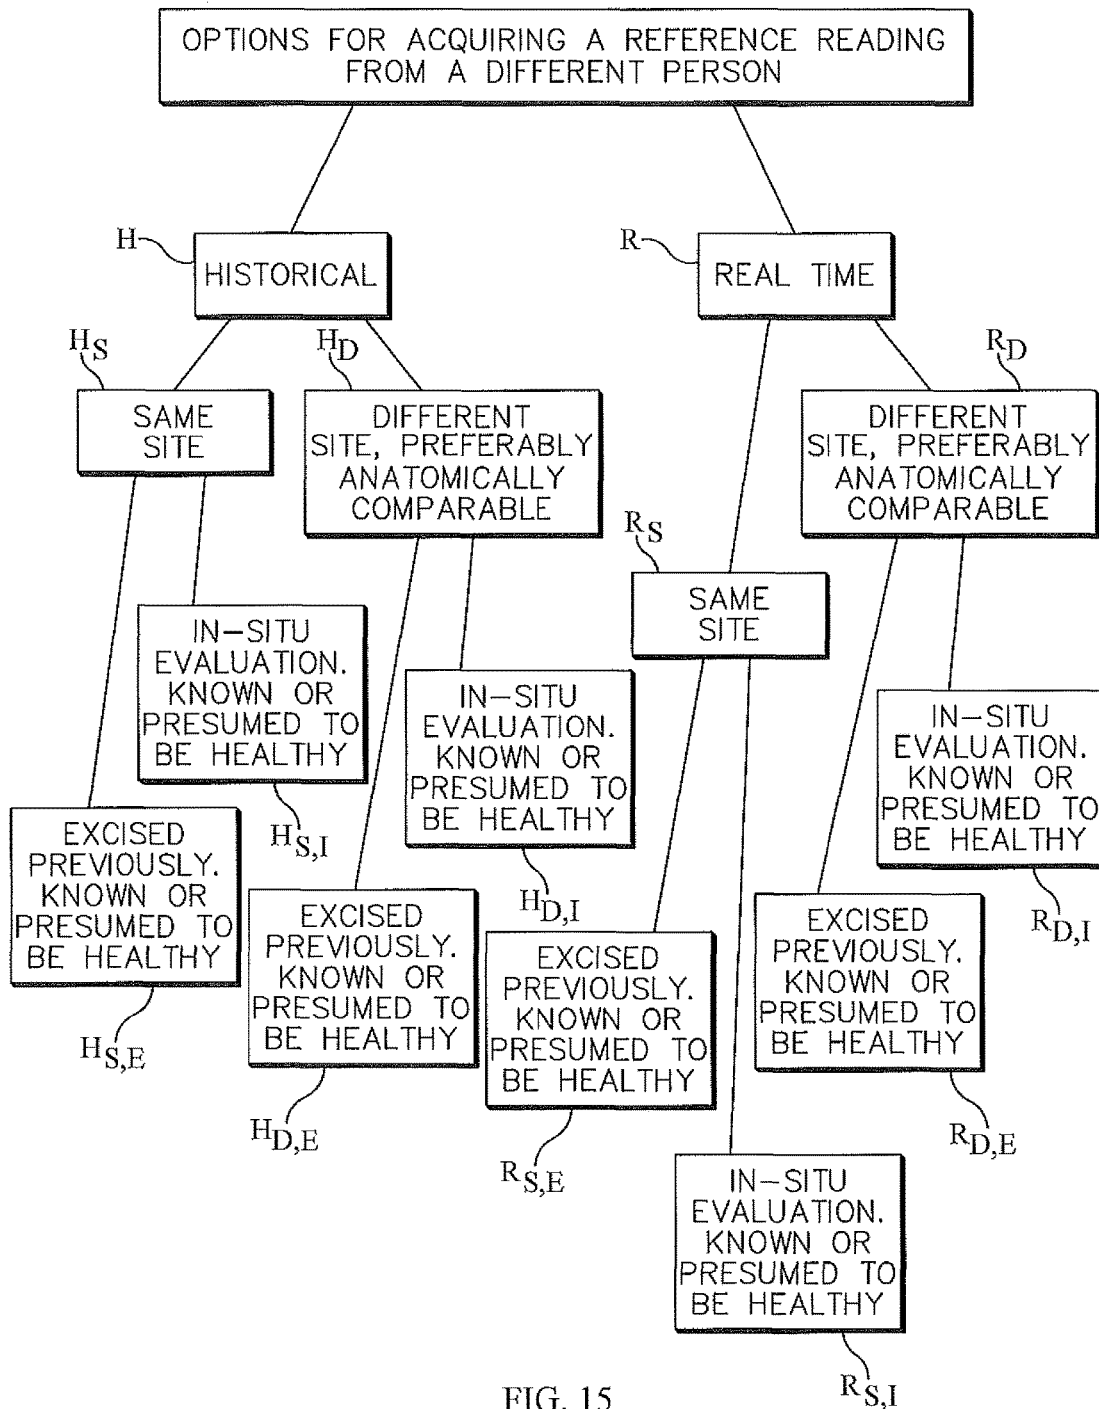 OPTIONS FOR ACQUIRING A REFERENCE READING
FROM A DIFFERENT PERSON
H
HISTORICAL
R
REAL TIME
HS
SAME
SITE
HD
DIFFERENT
SITE, PREFERABLY
ANATOMICALLY
COMPARABLE
RD
DIFFERENT
SITE, PREFERABLY
ANATOMICALLY
COMPARABLE
RS
SAME
SITE
IN-SITU
EVALUATION.
KNOWN OR
PRESUMED TO
BE HEALTHY
HS,I
IN-SITU
EVALUATION.
KNOWN OR
PRESUMED TO
BE HEALTHY
HD,I
IN-SITU
EVALUATION.
KNOWN OR
PRESUMED TO
BE HEALTHY
RD,I
EXCISED
PREVIOUSLY.
KNOWN OR
PRESUMED TO
BE HEALTHY
HS,E
EXCISED
PREVIOUSLY.
KNOWN OR
PRESUMED TO
BE HEALTHY
HD,E
EXCISED
PREVIOUSLY.
KNOWN OR
PRESUMED TO
BE HEALTHY
RS,E
EXCISED
PREVIOUSLY.
KNOWN OR
PRESUMED TO
BE HEALTHY
RD,E
IN-SITU
EVALUATION.
KNOWN OR
PRESUMED TO
BE HEALTHY
RS,I
FIG. 15